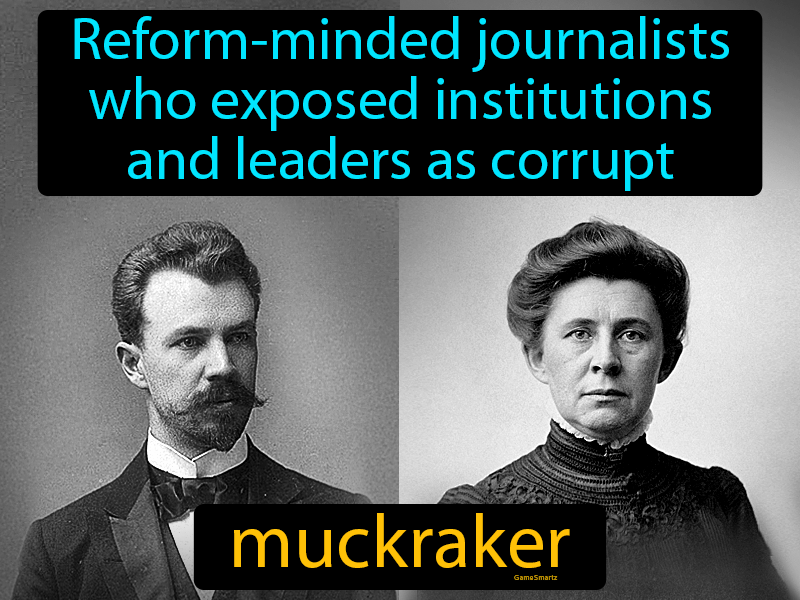 Reform-minded journalists
who exposed institutions
and leaders as corrupt
muckraker
GameSmartz